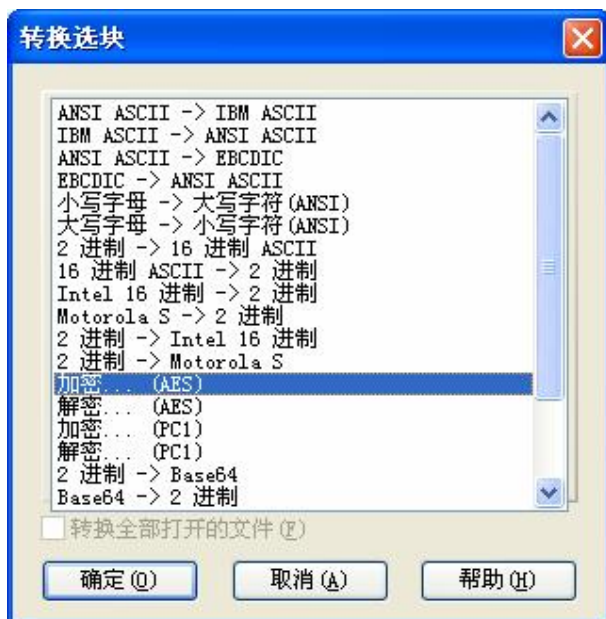 转换选块
ANSI ASCII -> IBM ASCII
IBM ASCII -> ANSI ASCII
ANSI ASCII -> EBCDIC
EBCDIC -> ANSI ASCII
小写字母 -> 大写字符(ANSI)
大写字母 -> 小写字符(ANSI)
2 进制 -> 16 进制 ASCII
16 进制 ASCII -> 2 进制
Intel 16 进制 -> 2 进制
Motorola S -> 2 进制
2 进制 -> Intel 16 进制
2 进制 -> Motorola S
加密... (AES)
解密... (AES)
加密... (PC1)
解密... (PC1)
2 进制 -> Base64
Base64 -> 2 进制
转换全部打开的文件(F)
确定(O) 取消(A) 帮助(H)